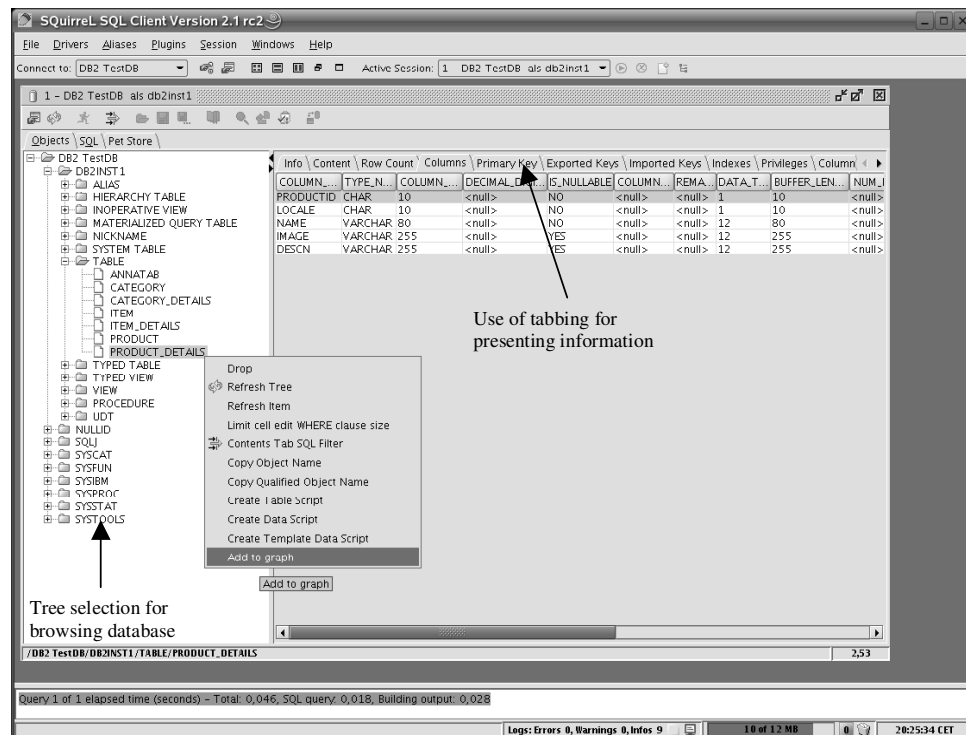 SQuirreL SQL Client Version 2.1 rc2
File Drivers Aliases Plugins Session Windows Help
Connect to: DB2 TestDB Active Session: 1 DB2 TestDB als db2inst1
1 - DB2 TestDB als db2inst1
Objects SQL Pet Store
DB2 TestDB
DB2INST1
ALIAS
HIERARCHY TABLE
INOPERATIVE VIEW
MATERIALIZED QUERY TABLE
NICKNAME
SYSTEM TABLE
TABLE
ANNATAB
CATEGORY
CATEGORY_DETAILS
ITEM
ITEM_DETAILS
PRODUCT
PRODUCT_DETAILS
TYPED TABLE
TYPED VIEW
VIEW
PROCEDURE
UDT
NULLID
SQLJ
SYSCAT
SYSFUN
SYSIBM
SYSPROC
SYSSTAT
SYSTOOLS
Info Content Row Count Columns Primary Key Exported Keys Imported Keys Indexes Privileges Column
COLUMN_... TYPE_N... COLUMN_... IS_NULLABLE COLUMN... REMA... DATA_T... BUFFER_LEN... NUM_
PRODUCTID CHAR 10 <null> NO <null> <null> 1 10 <null>
LOCALE CHAR 10 <null> NO <null> <null> 1 10 <null>
NAME VARCHAR 80 <null> NO <null> <null> 12 80 <null>
IMAGE VARCHAR 255 <null> YES <null> <null> 12 255 <null>
DESCN VARCHAR 255 <null> YES <null> <null> 12 255 <null>
Use of tabbing for
presenting information
Drop
Refresh Tree
Refresh Item
Limit cell edit WHERE clause size
Contents Tab SQL Filter
Copy Object Name
Copy Qualified Object Name
Create Table Script
Create Data Script
Create Template Data Script
Add to graph
Add to graph
Tree selection for
browsing database
/DB2 TestDB/DB2INST1/TABLE/PRODUCT_DETAILS 2,53
Query 1 of 1 elapsed time (seconds) - Total: 0,046, SQL query: 0,018, Building output: 0,028
Logs: Errors 0, Warnings 0, Infos 9 10 of 12 MB 0 20:25:34 CET